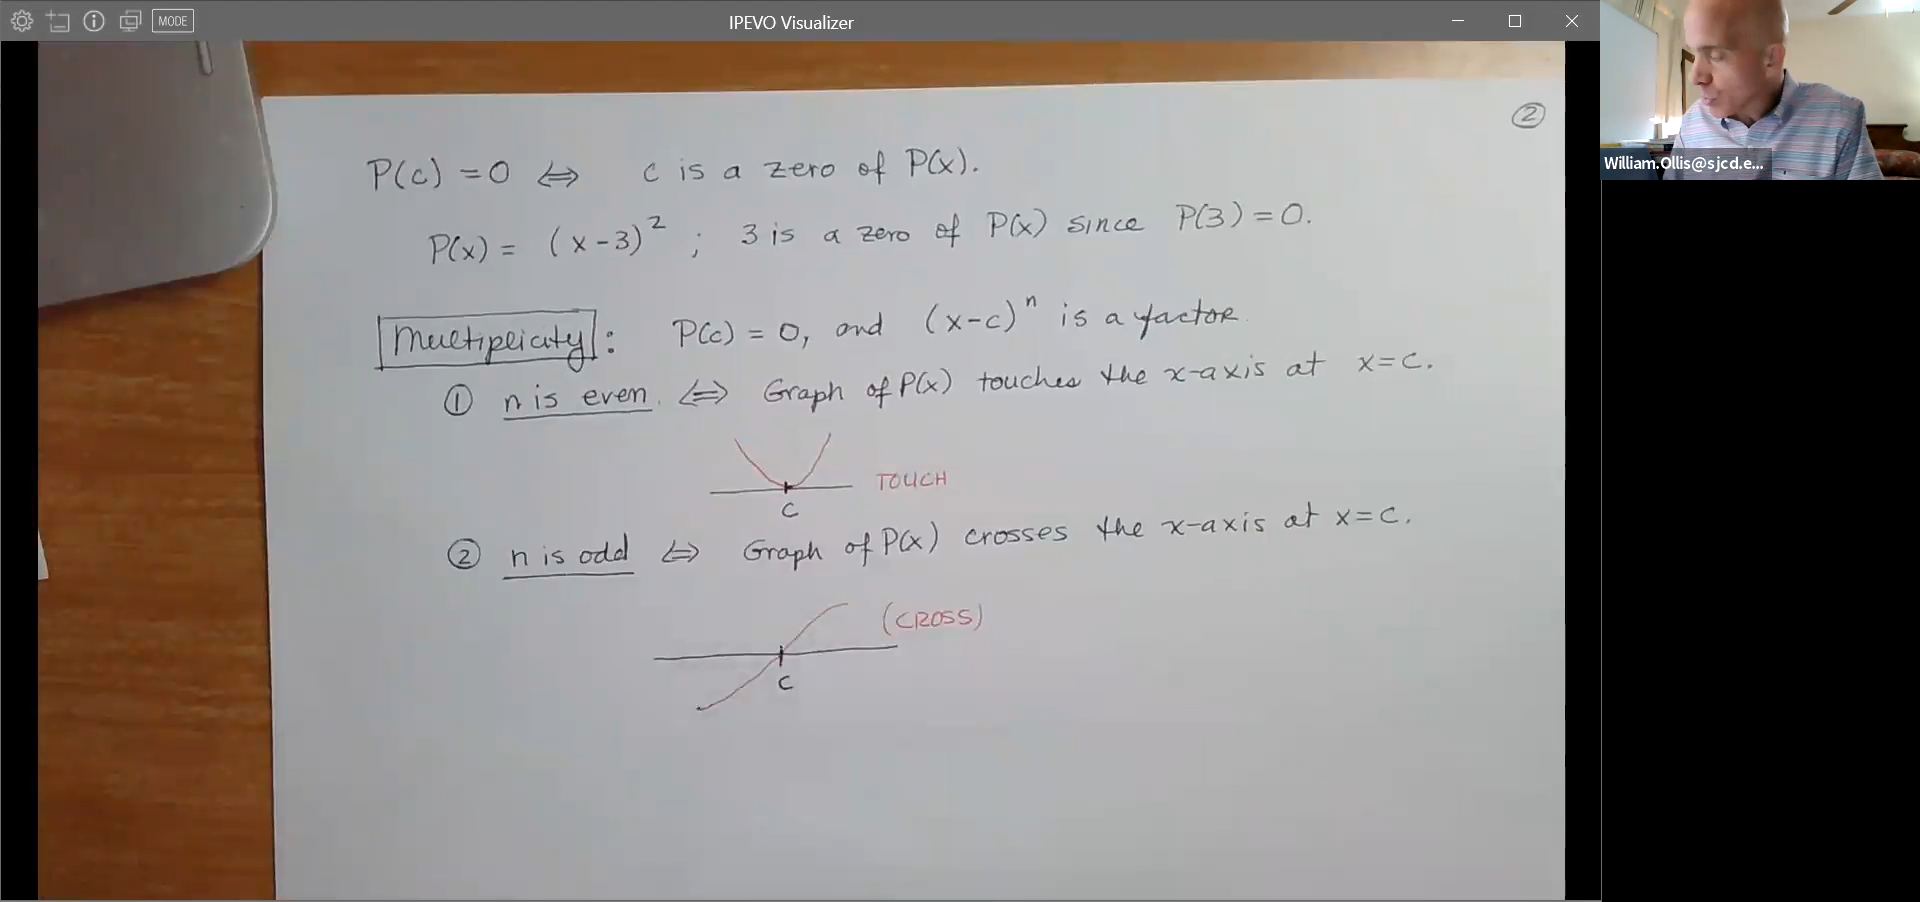 MODE
IPEVO Visualizer
William.Ollis@sjcd.e...
②
P(c) = 0 ⇔ c is a zero of P(x).
P(x) = (x-3)² ; 3 is a zero of P(x) since P(3) = 0.
Multiplicity : P(c) = 0, and (x-c)ⁿ is a factor.
① n is even. ⇔ Graph of P(x) touches the x-axis at x=c.
TOUCH
c
② n is odd ⇔ Graph of P(x) crosses the x-axis at x=c.
(CROSS)
c